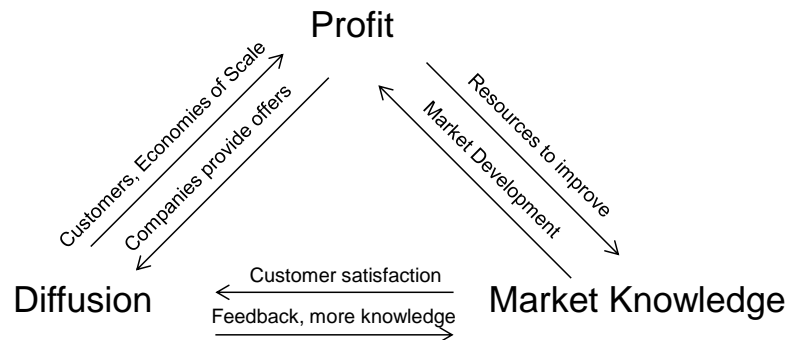 Profit
Customers, Economies of Scale
Companies provide offers
Resources to improve
Market Development
Customer satisfaction
Diffusion
Market Knowledge
Feedback, more knowledge